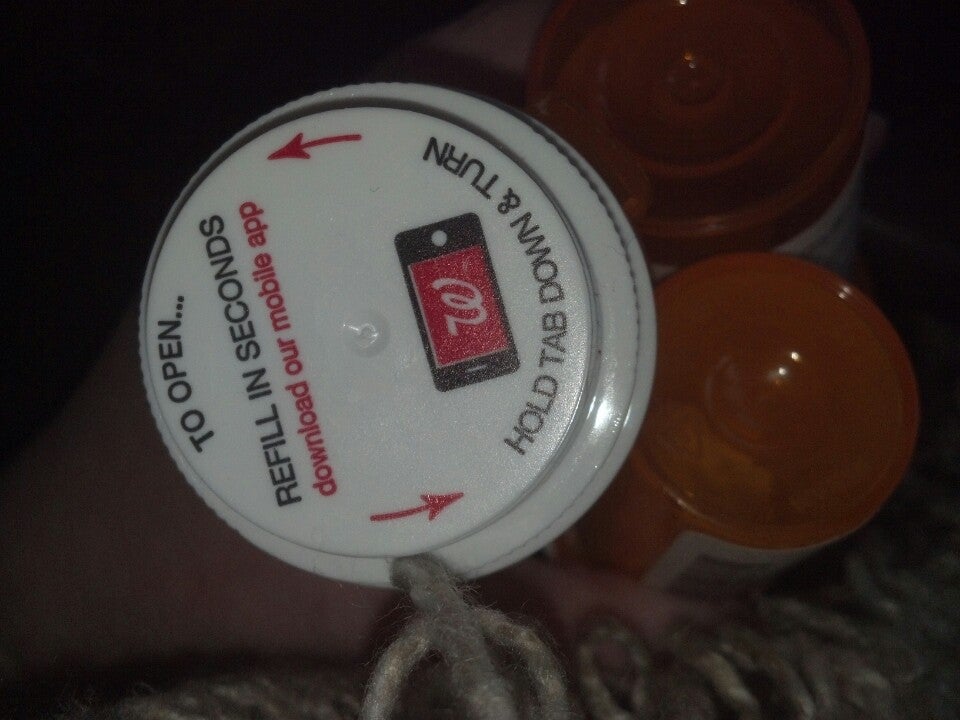 TO OPEN...
REFILL IN SECONDS
download our mobile app
W
HOLD TAB DOWN & TURN